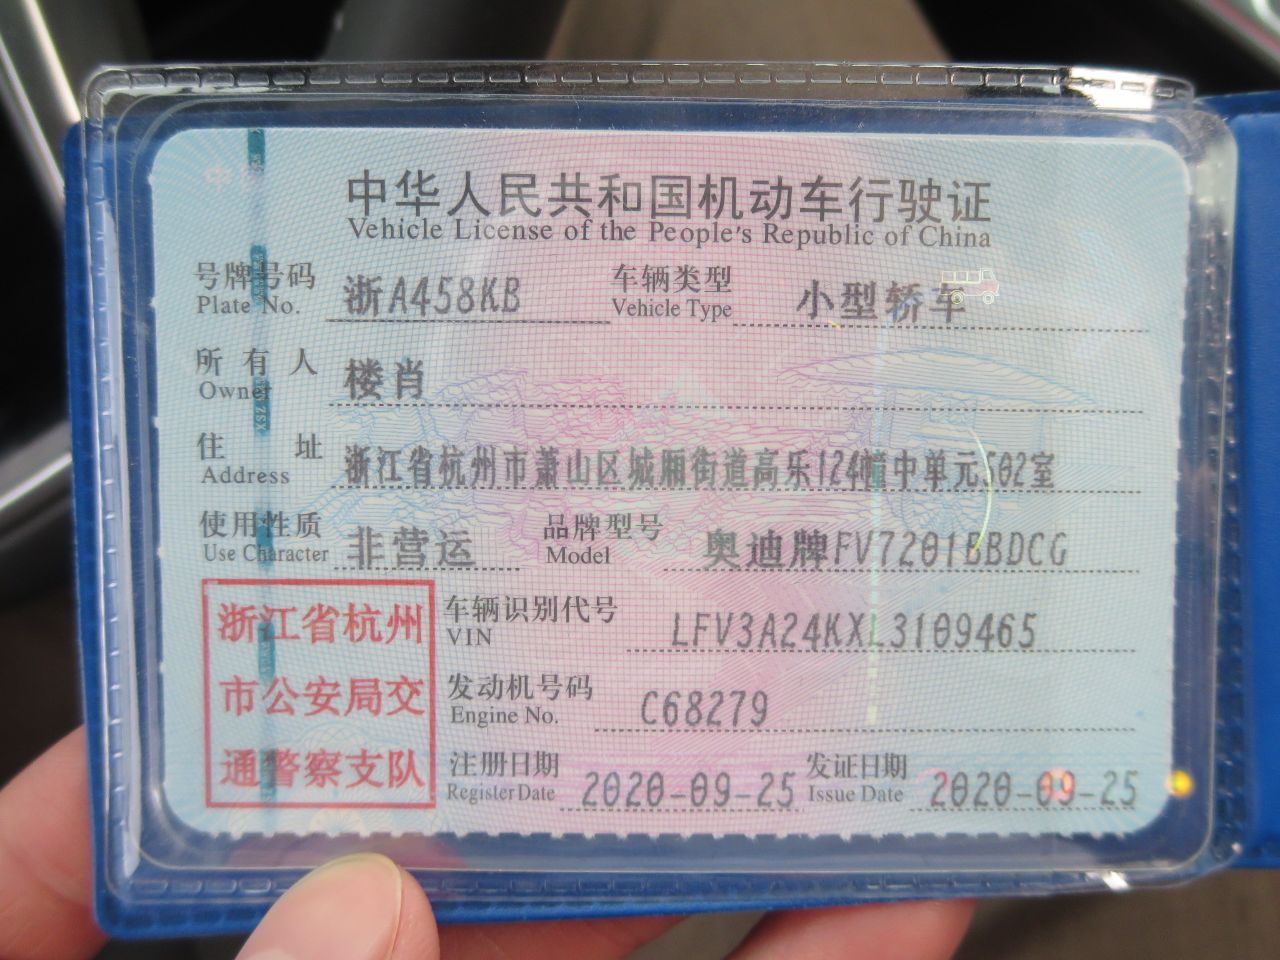 中华人民共和国机动车行驶证
Vehicle License of the People's Republic of China
号牌号码 浙A458KB 车辆类型 小型轿车
Plate No. Vehicle Type
所有人 楼肖
Owner
住址 浙江省杭州市萧山区城厢街道高乐124幢中单元502室
Address
使用性质 非营运 品牌型号 奥迪牌FV7201BBDCG
Use Character Model
浙江省杭州
市公安局交
通警察支队
车辆识别代号 LFV3A24KXL3109465
VIN
发动机号码 C68279
Engine No.
注册日期 2020-09-25 发证日期 2020-09-25
Register Date Issue Date